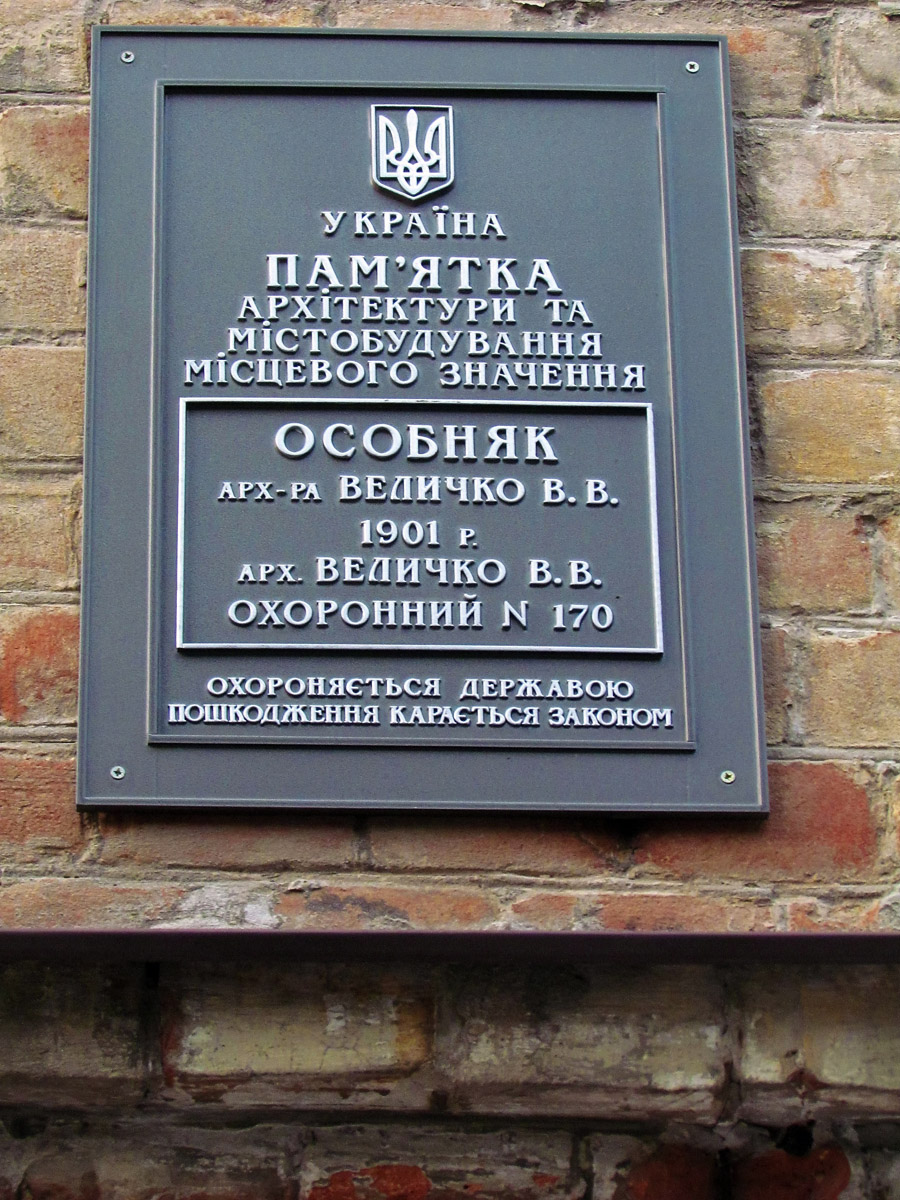 УКРАЇНА
ПАМ'ЯТКА
АРХІТЕКТУРИ ТА
МІСТОБУДУВАННЯ
МІСЦЕВОГО ЗНАЧЕННЯ
ОСОБНЯК
АРХ-РА ВЕЛИЧКО В.В.
1901 р.
АРХ. ВЕЛИЧКО В.В.
ОХОРОННИЙ N 170
ОХОРОНЯЄТЬСЯ ДЕРЖАВОЮ
ПОШКОДЖЕННЯ КАРАЄТЬСЯ ЗАКОНОМ